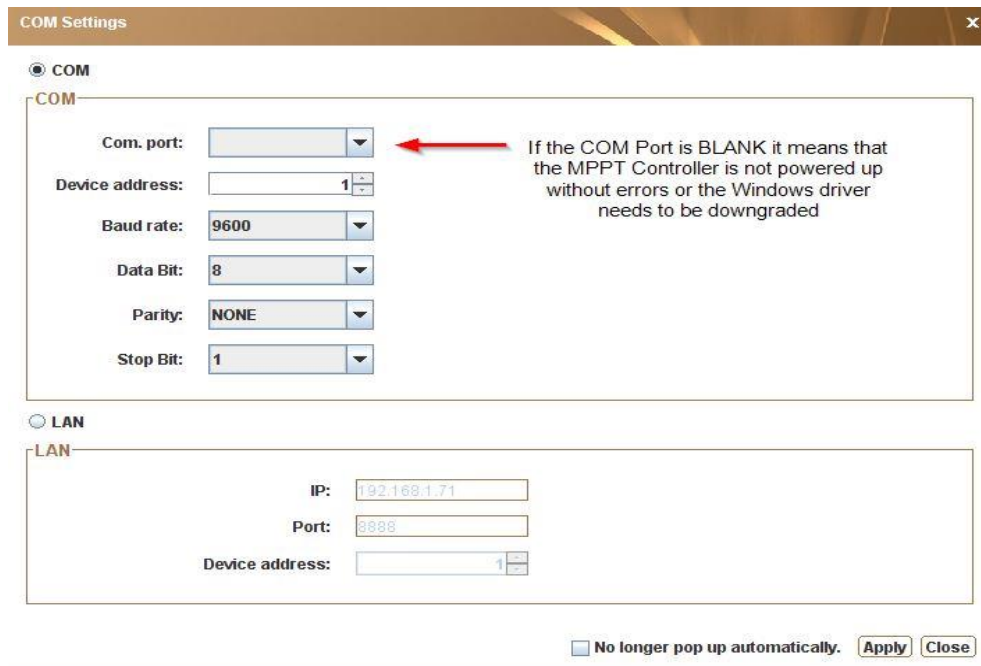 COM Settings x
COM
COM
Com. port:
If the COM Port is BLANK it means that
the MPPT Controller is not powered up
without errors or the Windows driver
needs to be downgraded
Device address: 1
Baud rate: 9600
Data Bit: 8
Parity: NONE
Stop Bit: 1
LAN
LAN
IP: 192.168.1.71
Port: 8888
Device address: 1
No longer pop up automatically. Apply Close